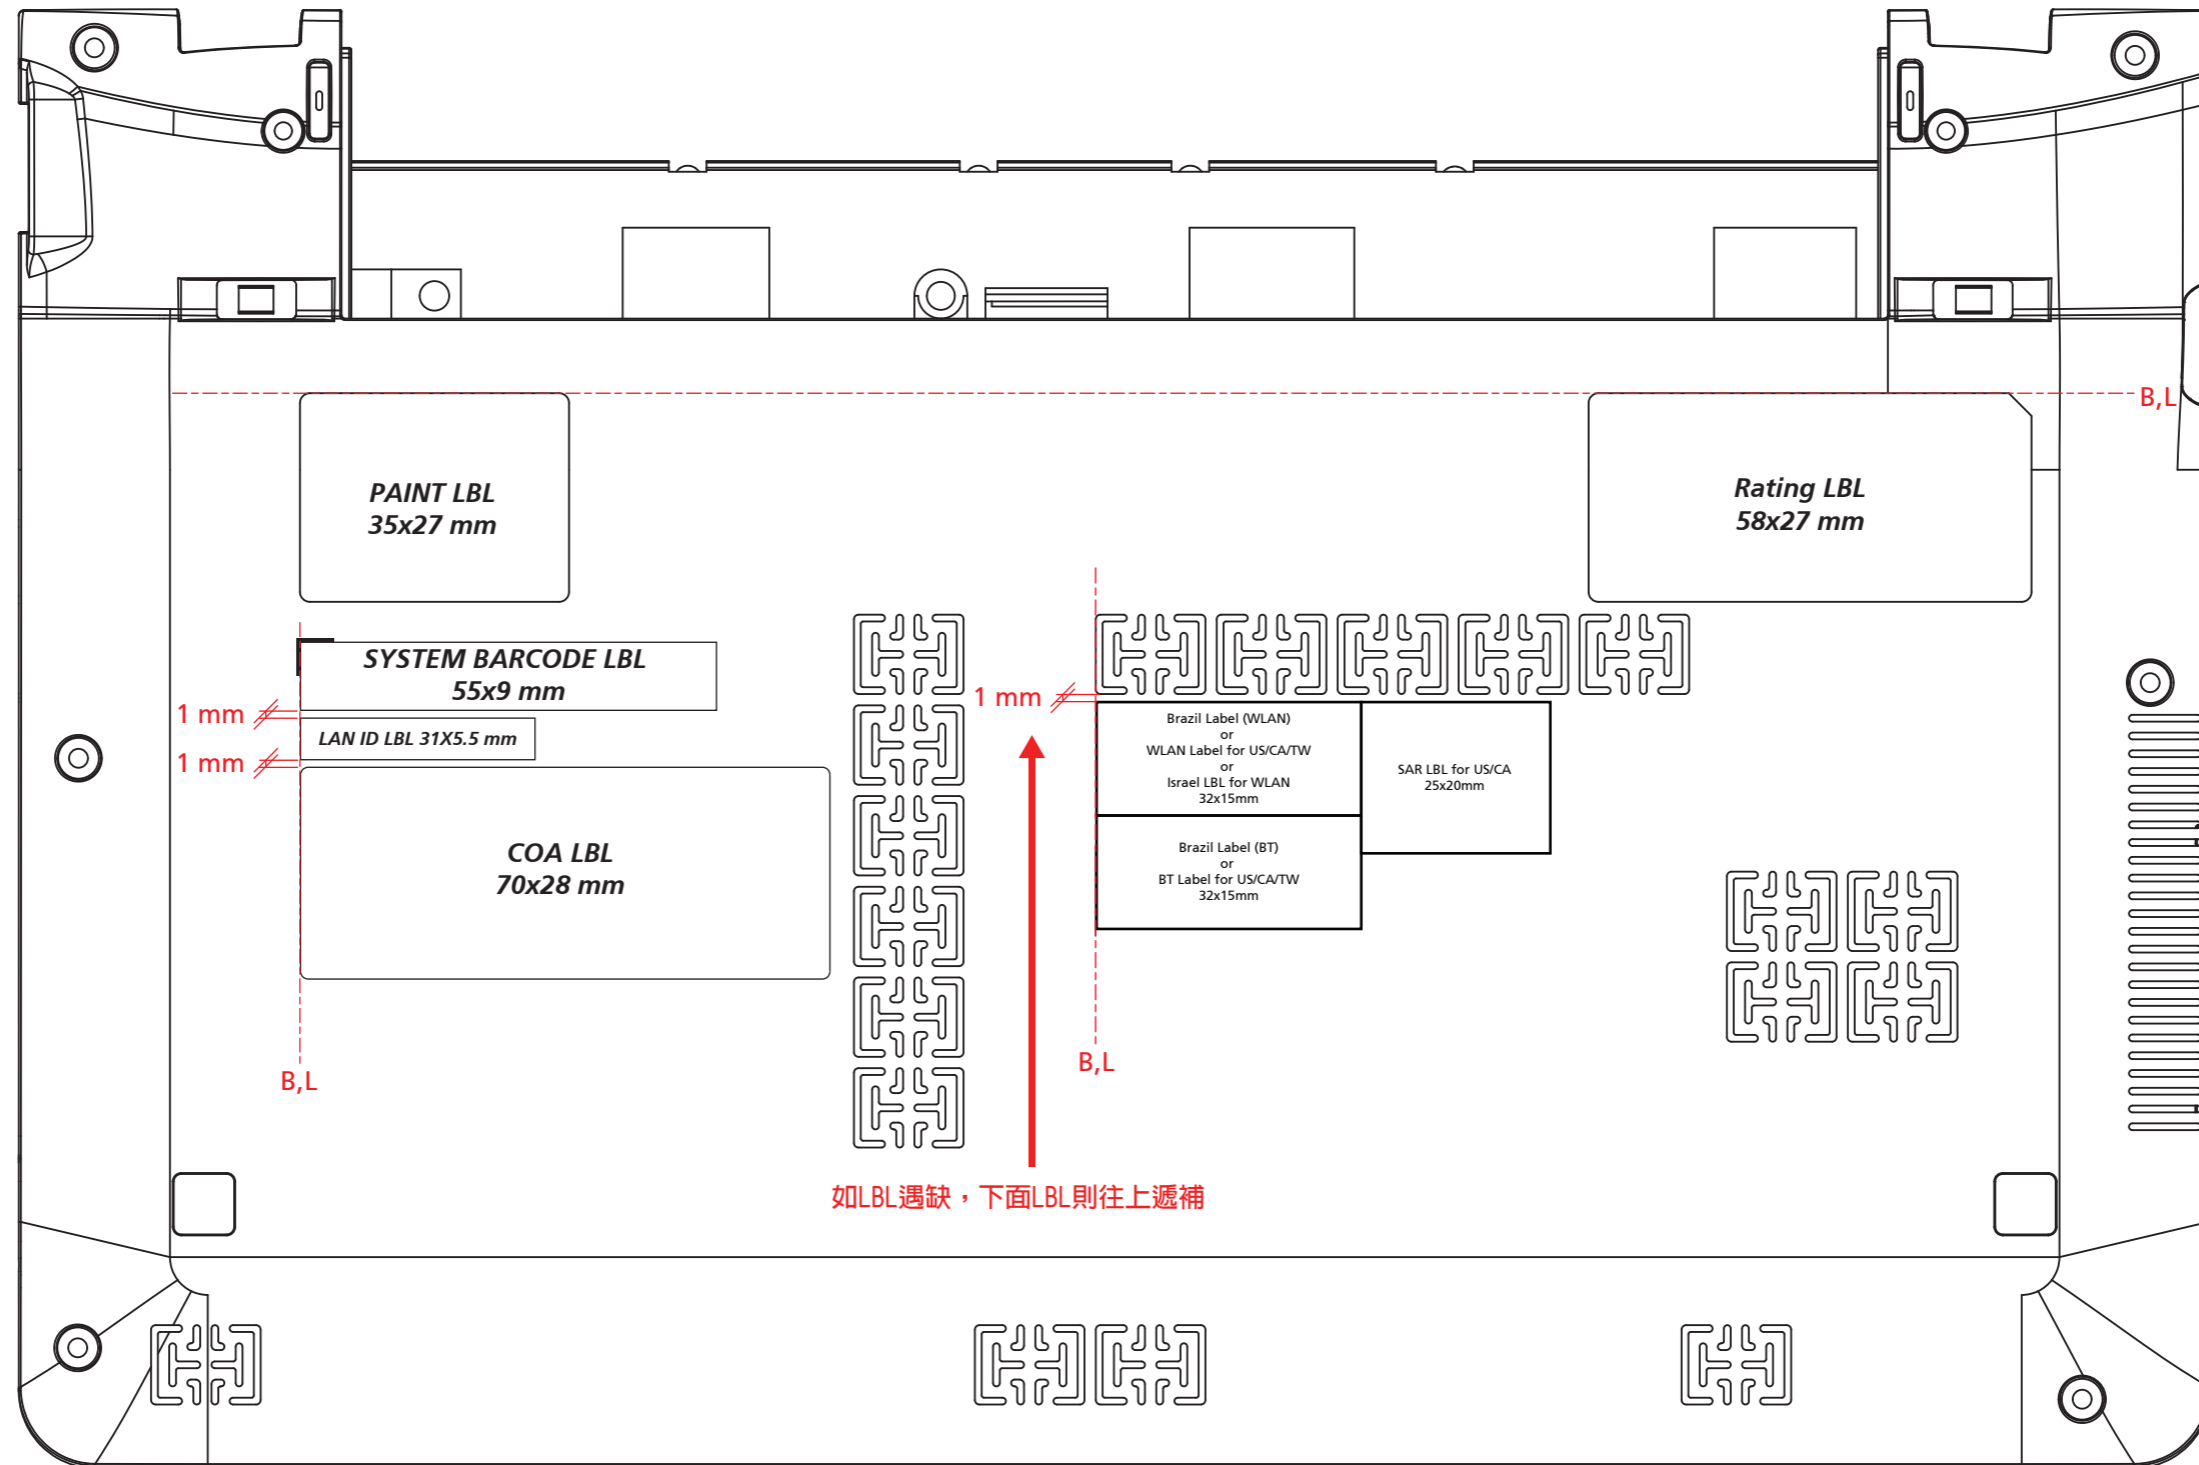 B,L
PAINT LBL
35x27 mm
Rating LBL
58x27 mm
SYSTEM BARCODE LBL
55x9 mm
1 mm
LAN ID LBL 31X5.5 mm
1 mm
COA LBL
70x28 mm
B,L
1 mm
Brazil Label (WLAN)
or
WLAN Label for US/CA/TW
or
Israel LBL for WLAN
32x15mm
SAR LBL for US/CA
25x20mm
Brazil Label (BT)
or
BT Label for US/CA/TW
32x15mm
B,L
如LBL遇缺，下面LBL則往上遞補